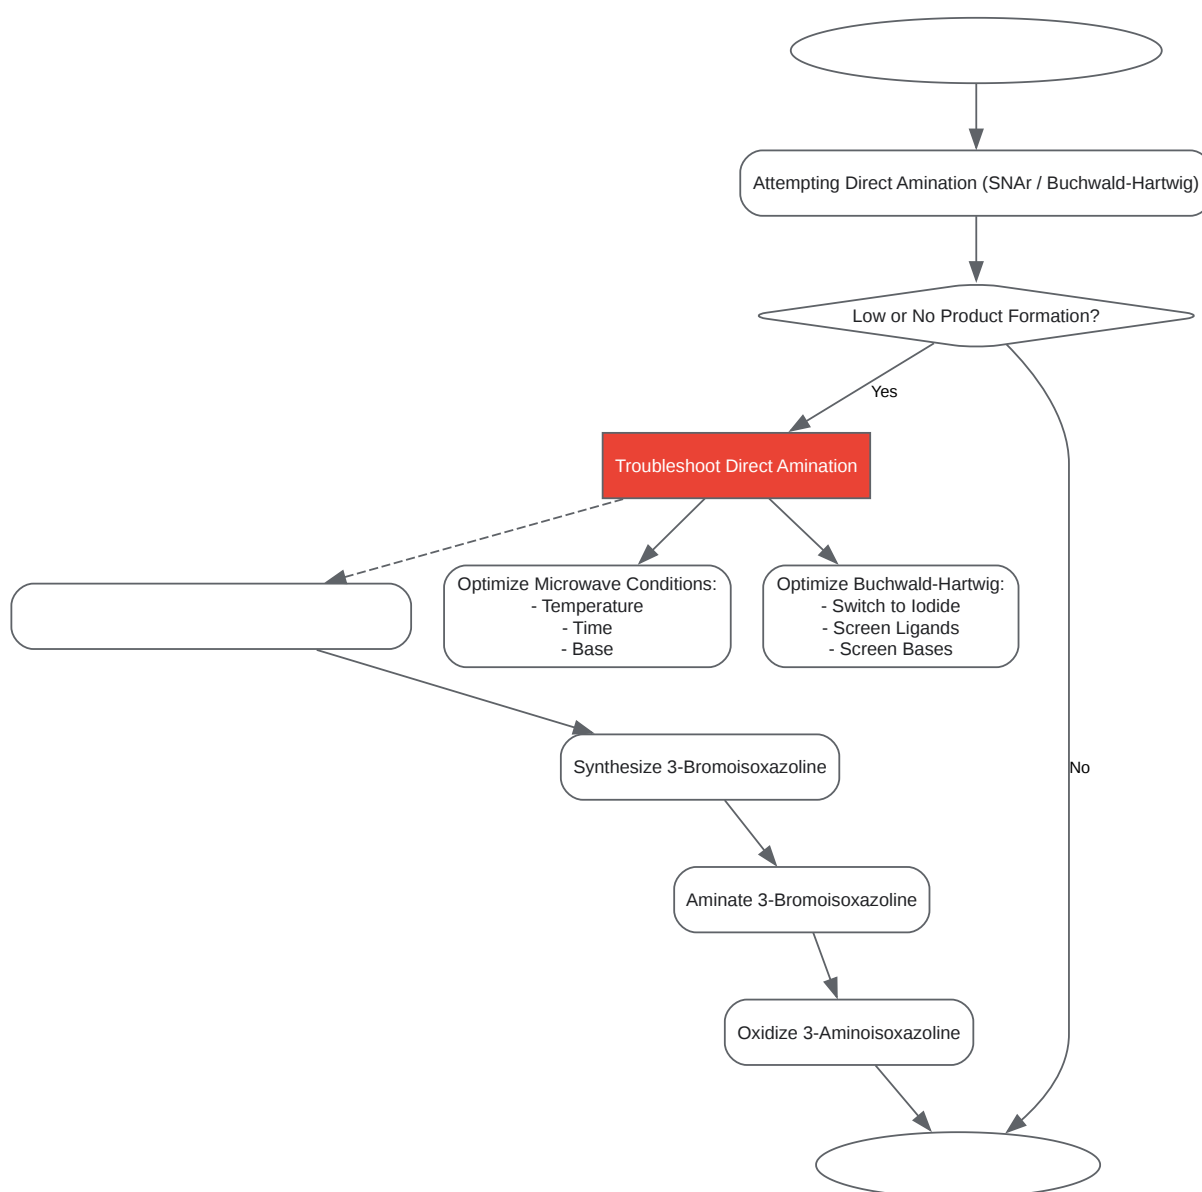 Attempting Direct Amination (SNAr / Buchwald-Hartwig)
Low or No Product Formation?
Yes
Troubleshoot Direct Amination
Optimize Microwave Conditions:
- Temperature
- Time
- Base
Optimize Buchwald-Hartwig:
- Switch to Iodide
- Screen Ligands
- Screen Bases
Synthesize 3-Bromoisoxazoline
No
Aminate 3-Bromoisoxazoline
Oxidize 3-Aminoisoxazoline